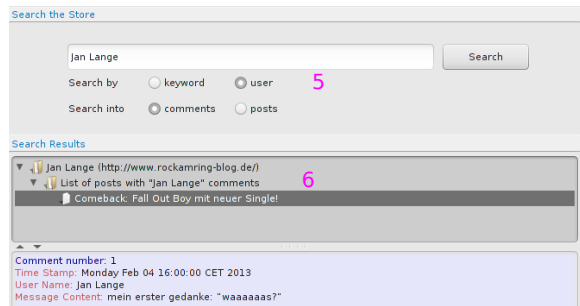 Search the Store
Jan Lange
Search
Search by keyword user 5
Search into comments posts
Search Results
Jan Lange (http://www.rockamring-blog.de/)
List of posts with "Jan Lange" comments 6
Comeback: Fall Out Boy mit neuer Single!
Comment number: 1
Time Stamp: Monday Feb 04 16:00:00 CET 2013
User Name: Jan Lange
Message Content: mein erster gedanke: "waaaaaas?"